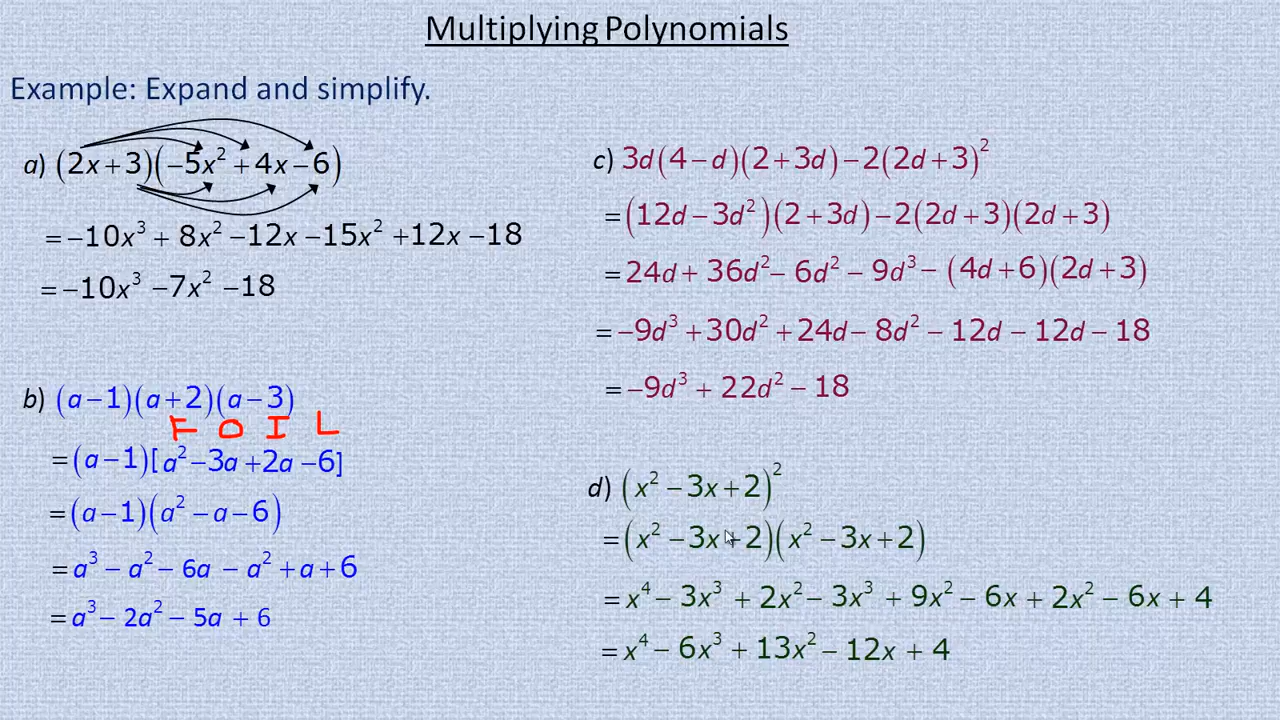 Multiplying Polynomials
Example: Expand and simplify.
a) (2x+3)(−5x²+4x−6)
=−10x³+8x²−12x−15x²+12x−18
=−10x³−7x²−18
b) (a−1)(a+2)(a−3)
F O I L
=(a−1)[a²−3a+2a−6]
=(a−1)(a²−a−6)
=a³−a²−6a−a²+a+6
=a³−2a²−5a+6
c) 3d(4−d)(2+3d)−2(2d+3)²
=(12d−3d²)(2+3d)−2(2d+3)(2d+3)
=24d+36d²−6d²−9d³−(4d+6)(2d+3)
=−9d³+30d²+24d−8d²−12d−12d−18
=−9d³+22d²−18
d) (x²−3x+2)²
=(x²−3x+2)(x²−3x+2)
=x⁴−3x³+2x²−3x³+9x²−6x+2x²−6x+4
=x⁴−6x³+13x²−12x+4